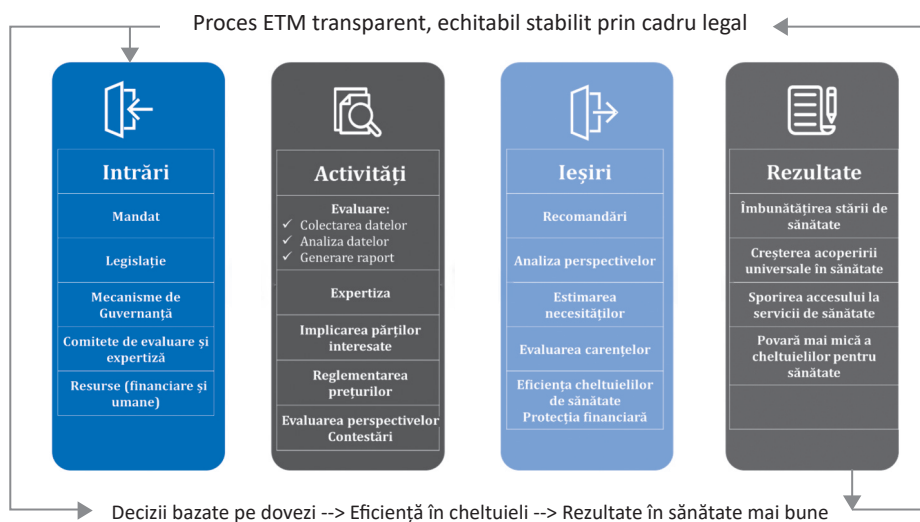 Proces ETM transparent, echitabil stabilit prin cadru legal
Intrări
Mandat
Legislație
Mecanisme de
Guvernanță
Comitete de evaluare și
expertiză
Resurse (financiare și
umane)
Activități
Evaluare:
✓ Colectarea datelor
✓ Analiza datelor
✓ Generare raport
Expertiza
Implicarea părților
interesate
Reglementarea
prețurilor
Evaluarea perspectivelor
Contestări
Ieșiri
Recomandări
Analiza perspectivelor
Estimarea
necesităților
Evaluarea carențelor
Eficiența cheltuielilor
de sănătate
Protecția financiară
Rezultate
Îmbunătățirea stării de
sănătate
Creșterea acoperirii
universale în sănătate
Sporirea accesului la
servicii de sănătate
Povară mai mică a
cheltuielilor pentru
sănătate
Decizii bazate pe dovezi --> Eficiență în cheltuieli --> Rezultate în sănătate mai bune